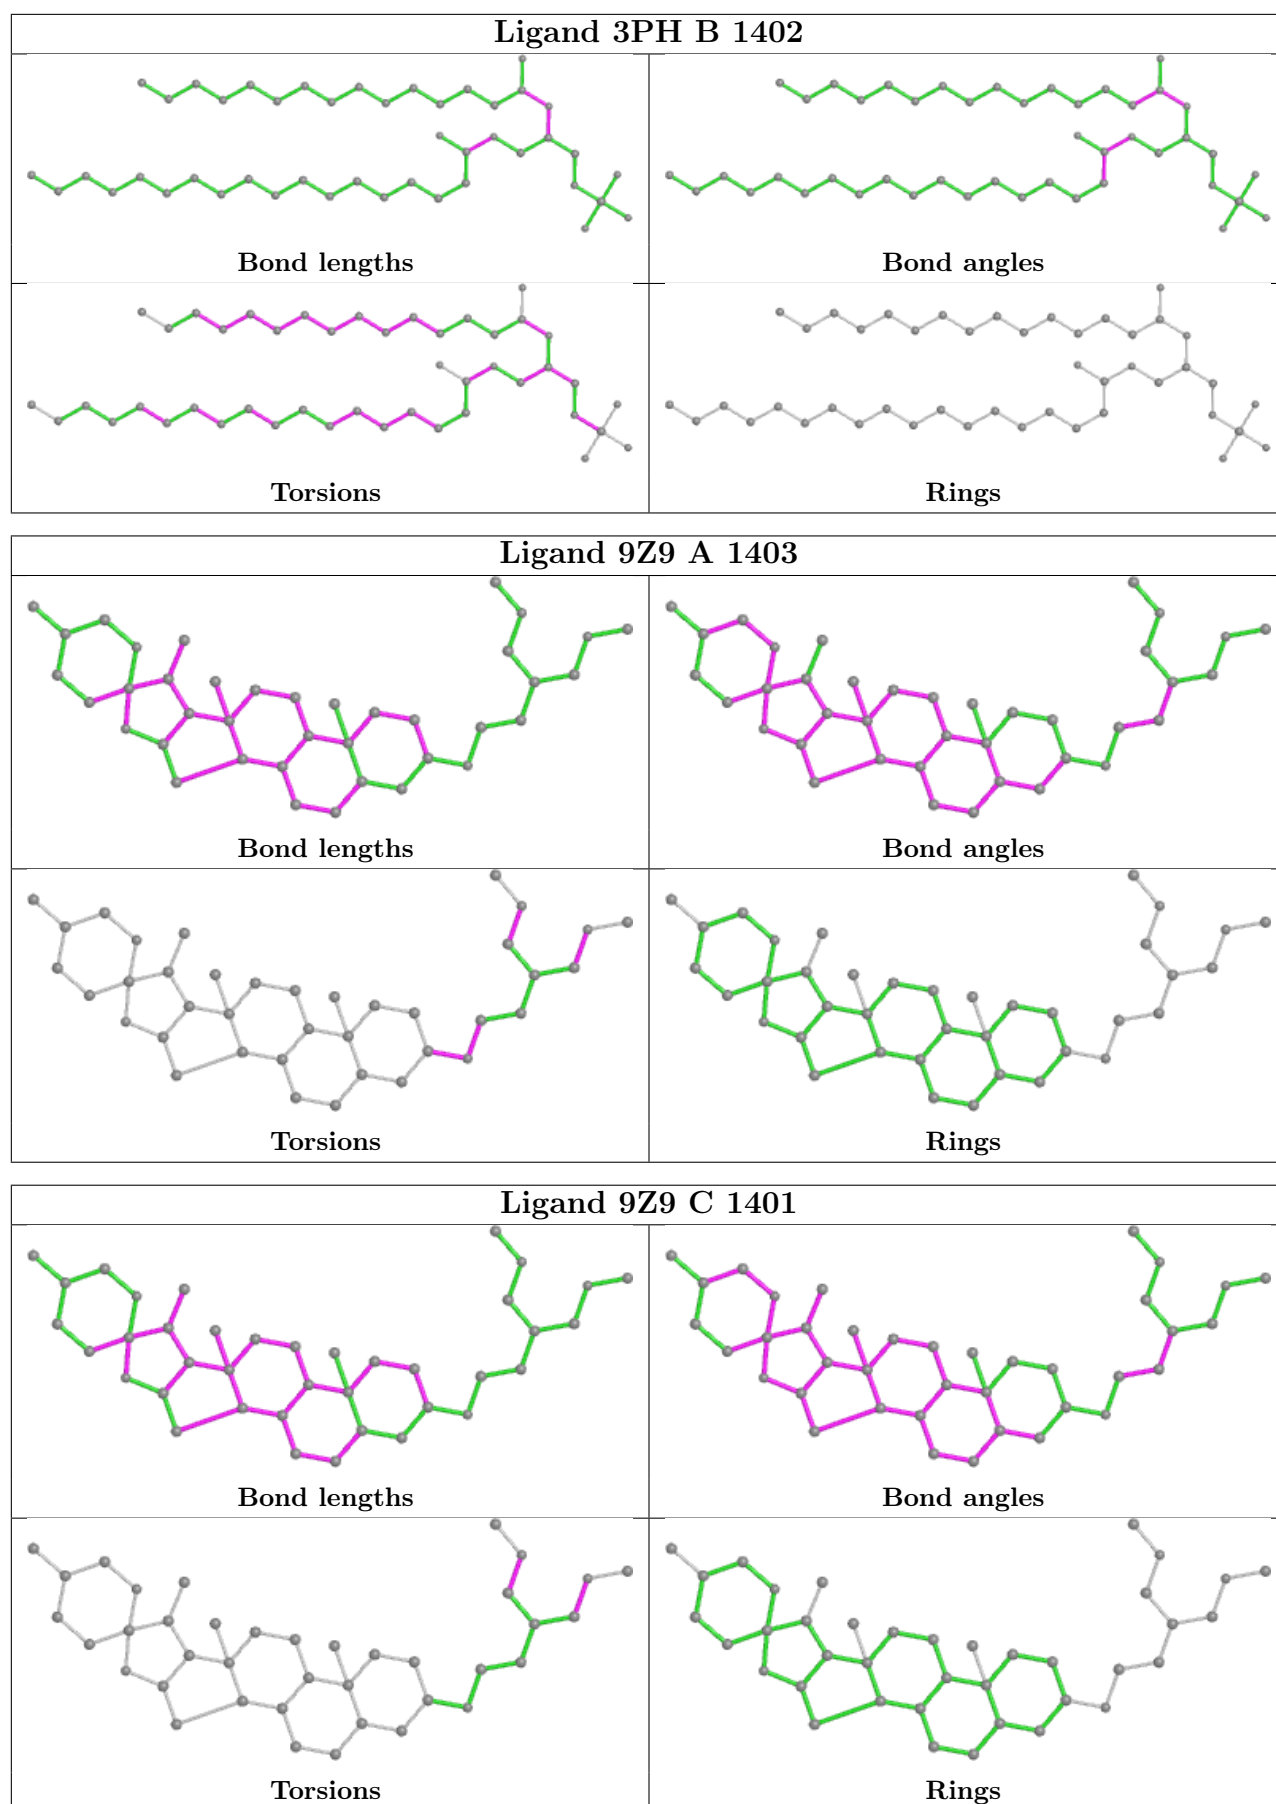 Ligand 3PH B 1402
Bond lengths
Bond angles
Torsions
Rings
Ligand 9Z9 A 1403
Bond lengths
Bond angles
Torsions
Rings
Ligand 9Z9 C 1401
Bond lengths
Bond angles
Torsions
Rings